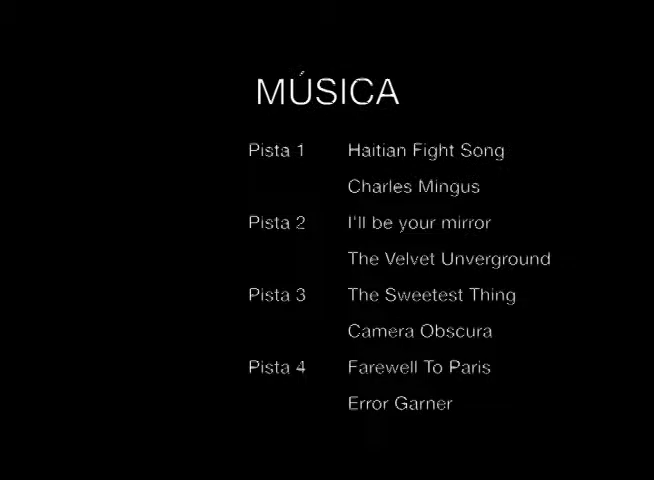 MÚSICA
Pista 1 Haitian Fight Song
Charles Mingus
Pista 2 I'll be your mirror
The Velvet Unverground
Pista 3 The Sweetest Thing
Camera Obscura
Pista 4 Farewell To Paris
Error Garner